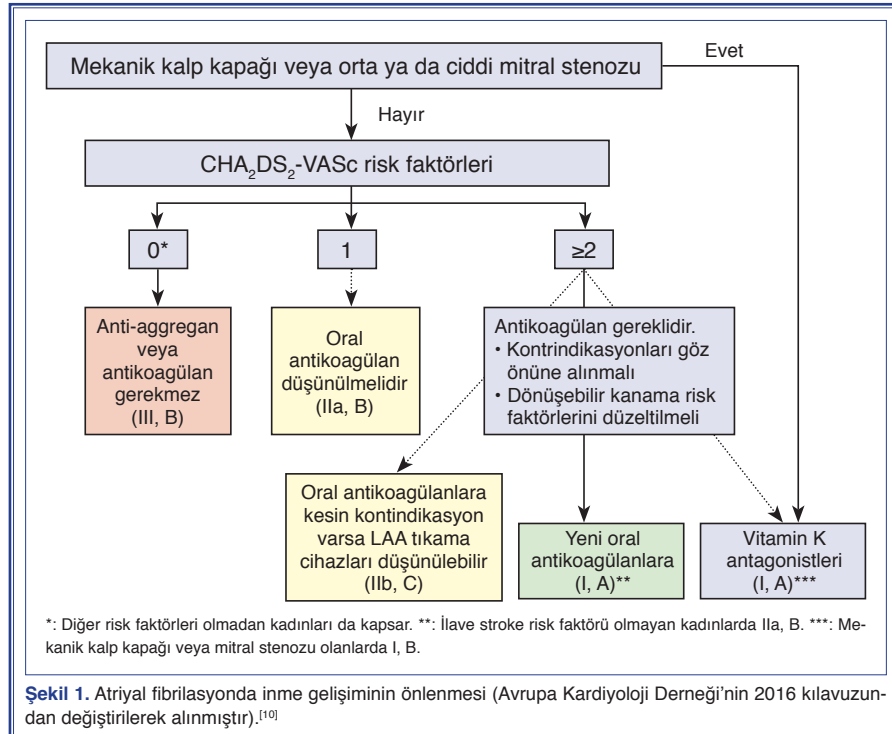 Evet
Mekanik kalp kapağı veya orta ya da ciddi mitral stenozu
Hayır
CHA₂DS₂-VASc risk faktörleri
0*
1
≥2
Anti-aggregan
veya
antikoagülan
gerekmez
(III, B)
Oral
antikoagülan
düşünülmelidir
(IIa, B)
Antikoagülan gereklidir.
• Kontrindikasyonları göz
önüne alınmalı
• Dönüşebilir kanama risk
faktörlerini düzeltilmeli
Oral antikoagülanlara
kesin kontindikasyon
varsa LAA tıkama
cihazları düşünülebilir
(IIb, C)
Yeni oral
antikoagülanlara
(I, A)**
Vitamin K
antagonistleri
(I, A)***
*: Diğer risk faktörleri olmadan kadınları da kapsar. **: İlave stroke risk faktörü olmayan kadınlarda IIa, B. ***: Me-
kanik kalp kapağı veya mitral stenozu olanlarda I, B.
Şekil 1. Atriyal fibrilasyonda inme gelişiminin önlenmesi (Avrupa Kardiyoloji Derneği’nin 2016 kılavuzun-
dan değiştirilerek alınmıştır).[10]